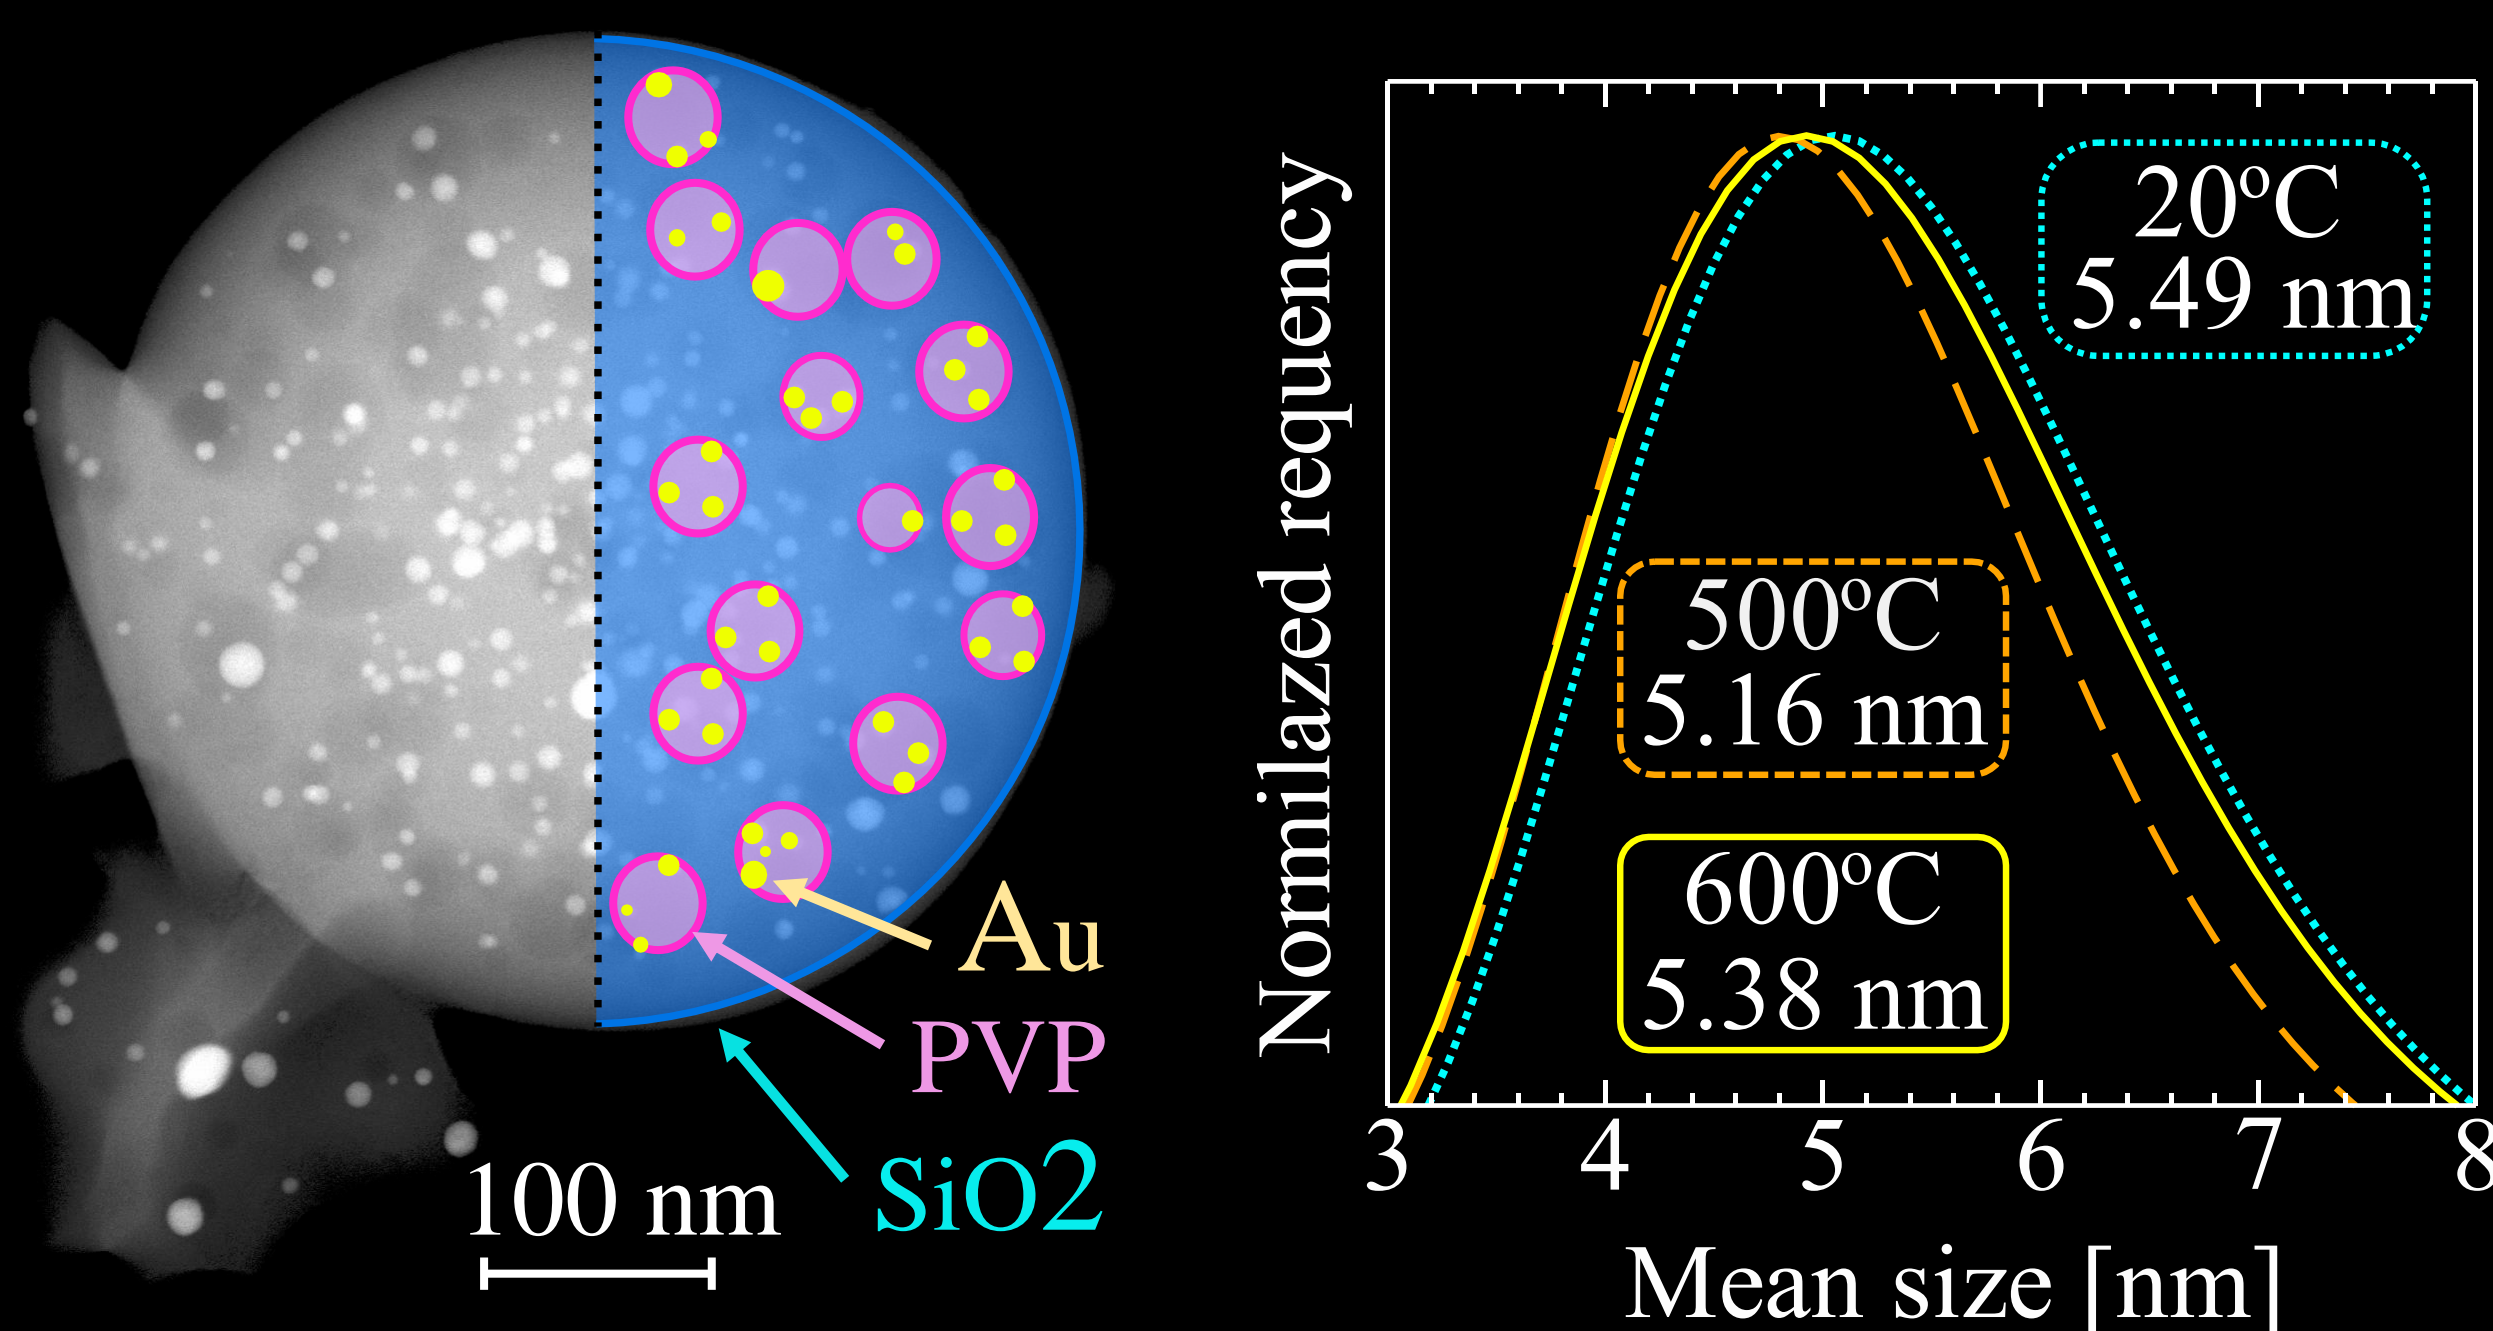 Au
PVP
SiO2
100 nm
Normilazed requency
20ºC
5.49 nm
500ºC
5.16 nm
600ºC
5.38 nm
3 4 5 6 7 8
Mean size [nm]